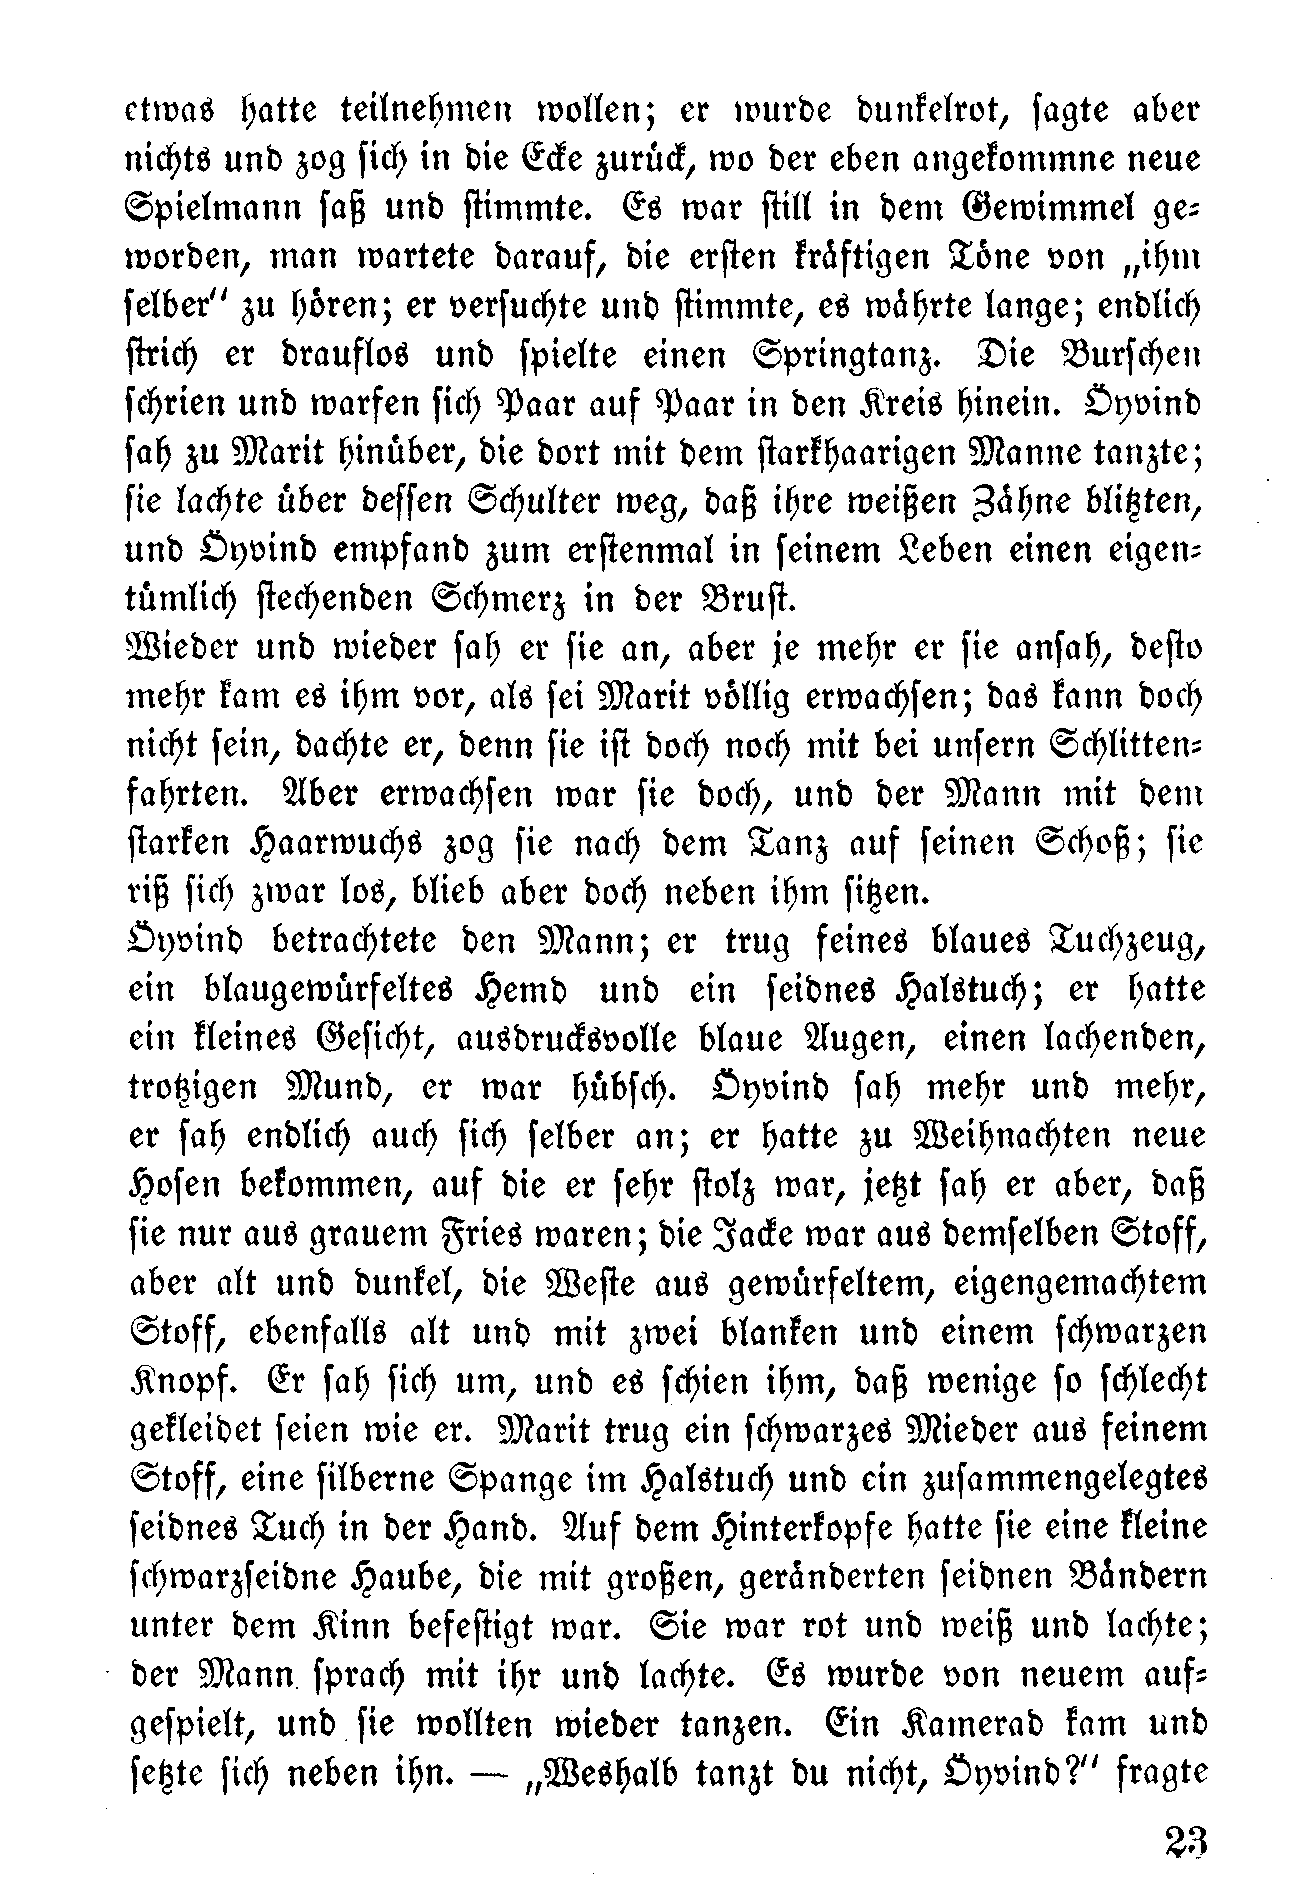 etwas hatte teilnehmen wollen; er wurde dunkelrot, sagte aber
nichts und zog sich in die Ecke zurück, wo der eben angekommne neue
Spielmann saß und stimmte. Es war still in dem Gewimmel ge-
worden, man wartete darauf, die ersten kräftigen Töne von „ihm
selber“ zu hören; er versuchte und stimmte, es währte lange; endlich
strich er drauflos und spielte einen Springtanz. Die Burschen
schrien und warfen sich Paar auf Paar in den Kreis hinein. Öyvind
sah zu Marit hinüber, die dort mit dem starkhaarigen Manne tanzte;
sie lachte über dessen Schulter weg, daß ihre weißen Zähne blitzten,
und Öyvind empfand zum erstenmal in seinem Leben einen eigen-
tümlich stechenden Schmerz in der Brust.
Wieder und wieder sah er sie an, aber je mehr er sie ansah, desto
mehr kam es ihm vor, als sei Marit völlig erwachsen; das kann doch
nicht sein, dachte er, denn sie ist doch noch mit bei unsern Schlitten-
fahrten. Aber erwachsen war sie doch, und der Mann mit dem
starken Haarwuchs zog sie nach dem Tanz auf seinen Schoß; sie
riß sich zwar los, blieb aber doch neben ihm sitzen.
Öyvind betrachtete den Mann; er trug feines blaues Tuchzeug,
ein blaugewürfeltes Hemd und ein seidnes Halstuch; er hatte
ein kleines Gesicht, ausdrucksvolle blaue Augen, einen lachenden,
trotzigen Mund, er war hübsch. Öyvind sah mehr und mehr,
er sah endlich auch sich selber an; er hatte zu Weihnachten neue
Hosen bekommen, auf die er sehr stolz war, jetzt sah er aber, daß
sie nur aus grauem Fries waren; die Jacke war aus demselben Stoff,
aber alt und dunkel, die Weste aus gewürfeltem, eigengemachtem
Stoff, ebenfalls alt und mit zwei blanken und einem schwarzen
Knopf. Er sah sich um, und es schien ihm, daß wenige so schlecht
gekleidet seien wie er. Marit trug ein schwarzes Mieder aus feinem
Stoff, eine silberne Spange im Halstuch und ein zusammengelegtes
seidnes Tuch in der Hand. Auf dem Hinterkopfe hatte sie eine kleine
schwarzseidne Haube, die mit großen, geränderten seidnen Bändern
unter dem Kinn befestigt war. Sie war rot und weiß und lachte;
der Mann sprach mit ihr und lachte. Es wurde von neuem auf-
gespielt, und sie wollten wieder tanzen. Ein Kamerad kam und
setzte sich neben ihn. — „Weshalb tanzt du nicht, Öyvind?“ fragte
23